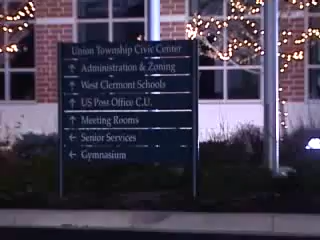 Union Township Civic Center
↑ Administration & Zoning
↑ West Clermont Schools
↑ US Post Office C.U.
↑ Meeting Rooms
← Senior Services
← Gymnasium